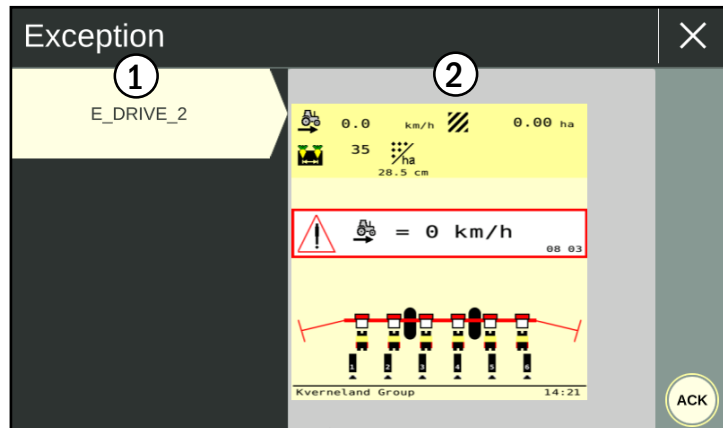 Exception
1
2
E_DRIVE_2
0.0 km/h 0.00 ha
35 /ha
28.5 cm
= 0 km/h
08 03
1 2 3 4 5 6
Kverneland Group 14:21
ACK